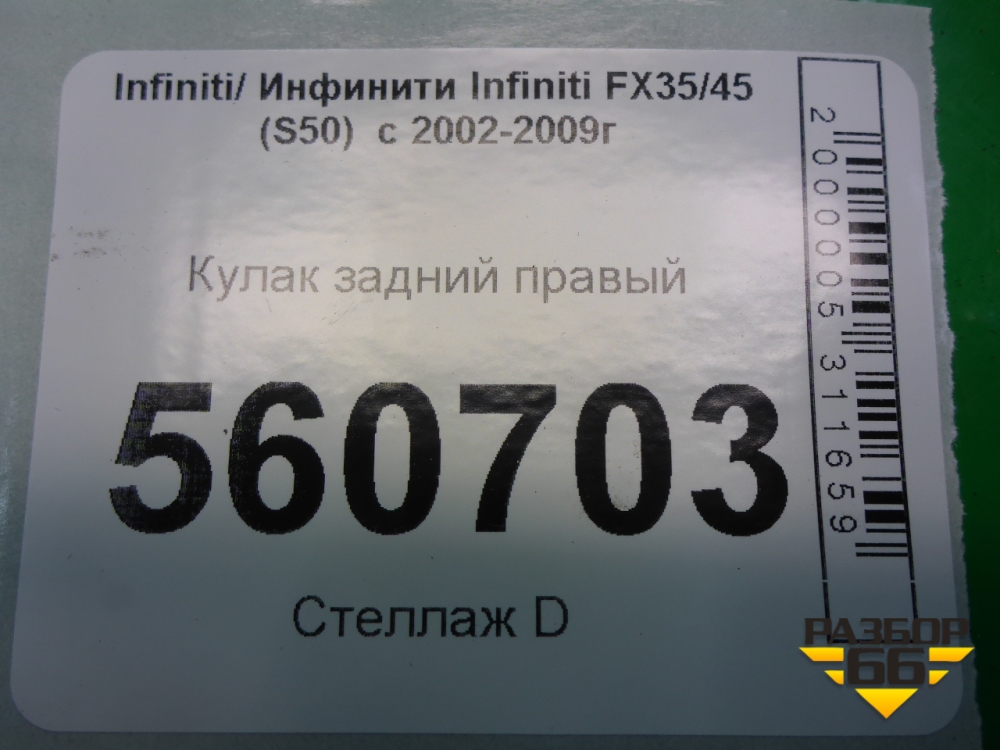 Infiniti/ Инфинити Infiniti FX35/45
(S50) с 2002-2009г
Кулак задний правый
560703
Стеллаж D
2000005311659
РАЗБОР
66